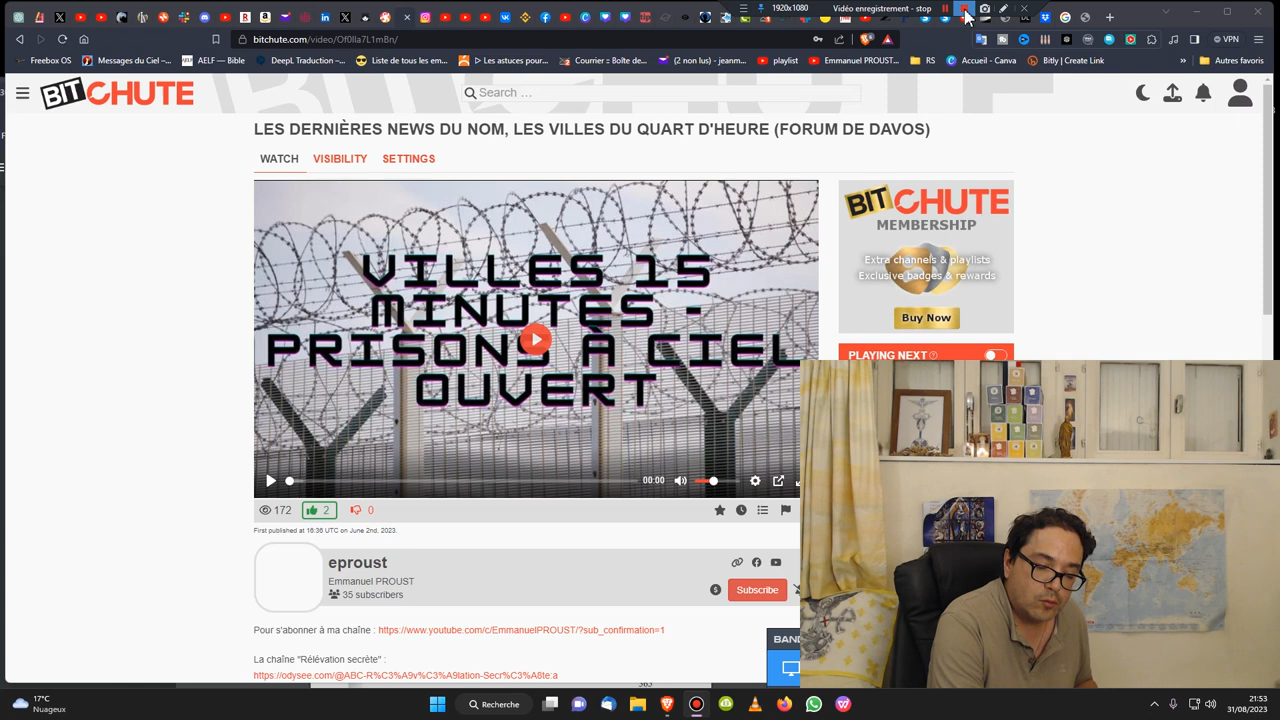 1920x1080
Vidéo enregistrement - stop
bitchute.com/video/Of0lla7L1mBn/
VPN
Freebox OS
Messages du Ciel –...
AELF — Bible
DeepL Traduction –...
Liste de tous les em...
▷ Les astuces pour...
Courrier :: Boîte de...
(2 non lus) - jeanm...
playlist
Emmanuel PROUST...
RS
Accueil – Canva
Bitly | Create Link
Autres favoris
BITCHUTE
Search ...
LES DERNIÈRES NEWS DU NOM, LES VILLES DU QUART D'HEURE (FORUM DE DAVOS)
WATCH
VISIBILITY
SETTINGS
VILLES 15
MINUTES -
PRISONS À CIEL
OUVERT
00:00
BITCHUTE
MEMBERSHIP
Extra channels & playlists
Exclusive badges & rewards
Buy Now
PLAYING NEXT
172
2
0
First published at 16:36 UTC on June 2nd, 2023.
eproust
Emmanuel PROUST
35 subscribers
Subscribe
Pour s'abonner à ma chaîne : https://www.youtube.com/c/EmmanuelPROUST/?sub_confirmation=1
BAND
La chaîne "Rélévation secrète" :
https://odysee.com/@ABC-R%C3%A9v%C3%A9lation-Secr%C3%A8te:a
17°C
Nuageux
Recherche
21:53
31/08/2023